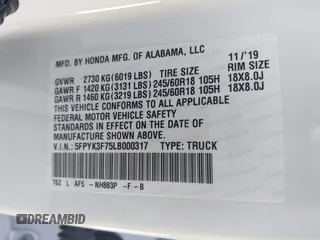 MFG. BY HONDA MFG. OF ALABAMA, LLC 11/'19
GVWR 2730 KG(6019 LBS) TIRE SIZE RIM SIZE
GAWR F 1420 KG(3131 LBS)245/60R18 105H 18X8.0J
GAWR R 1460 KG(3219 LBS)245/60R18 105H 18X8.0J
THIS VEHICLE CONFORMS TO ALL APPLICABLE
FEDERAL MOTOR VEHICLE SAFETY STANDARDS
IN EFFECT ON THE DATE OF MANUFACTURE
SHOWN ABOVE.
V.I.N.: 5FPYK3F75LB000317 TYPE: TRUCK
T6Z L AF5 -NH883P -F -B
BIDHISTORY